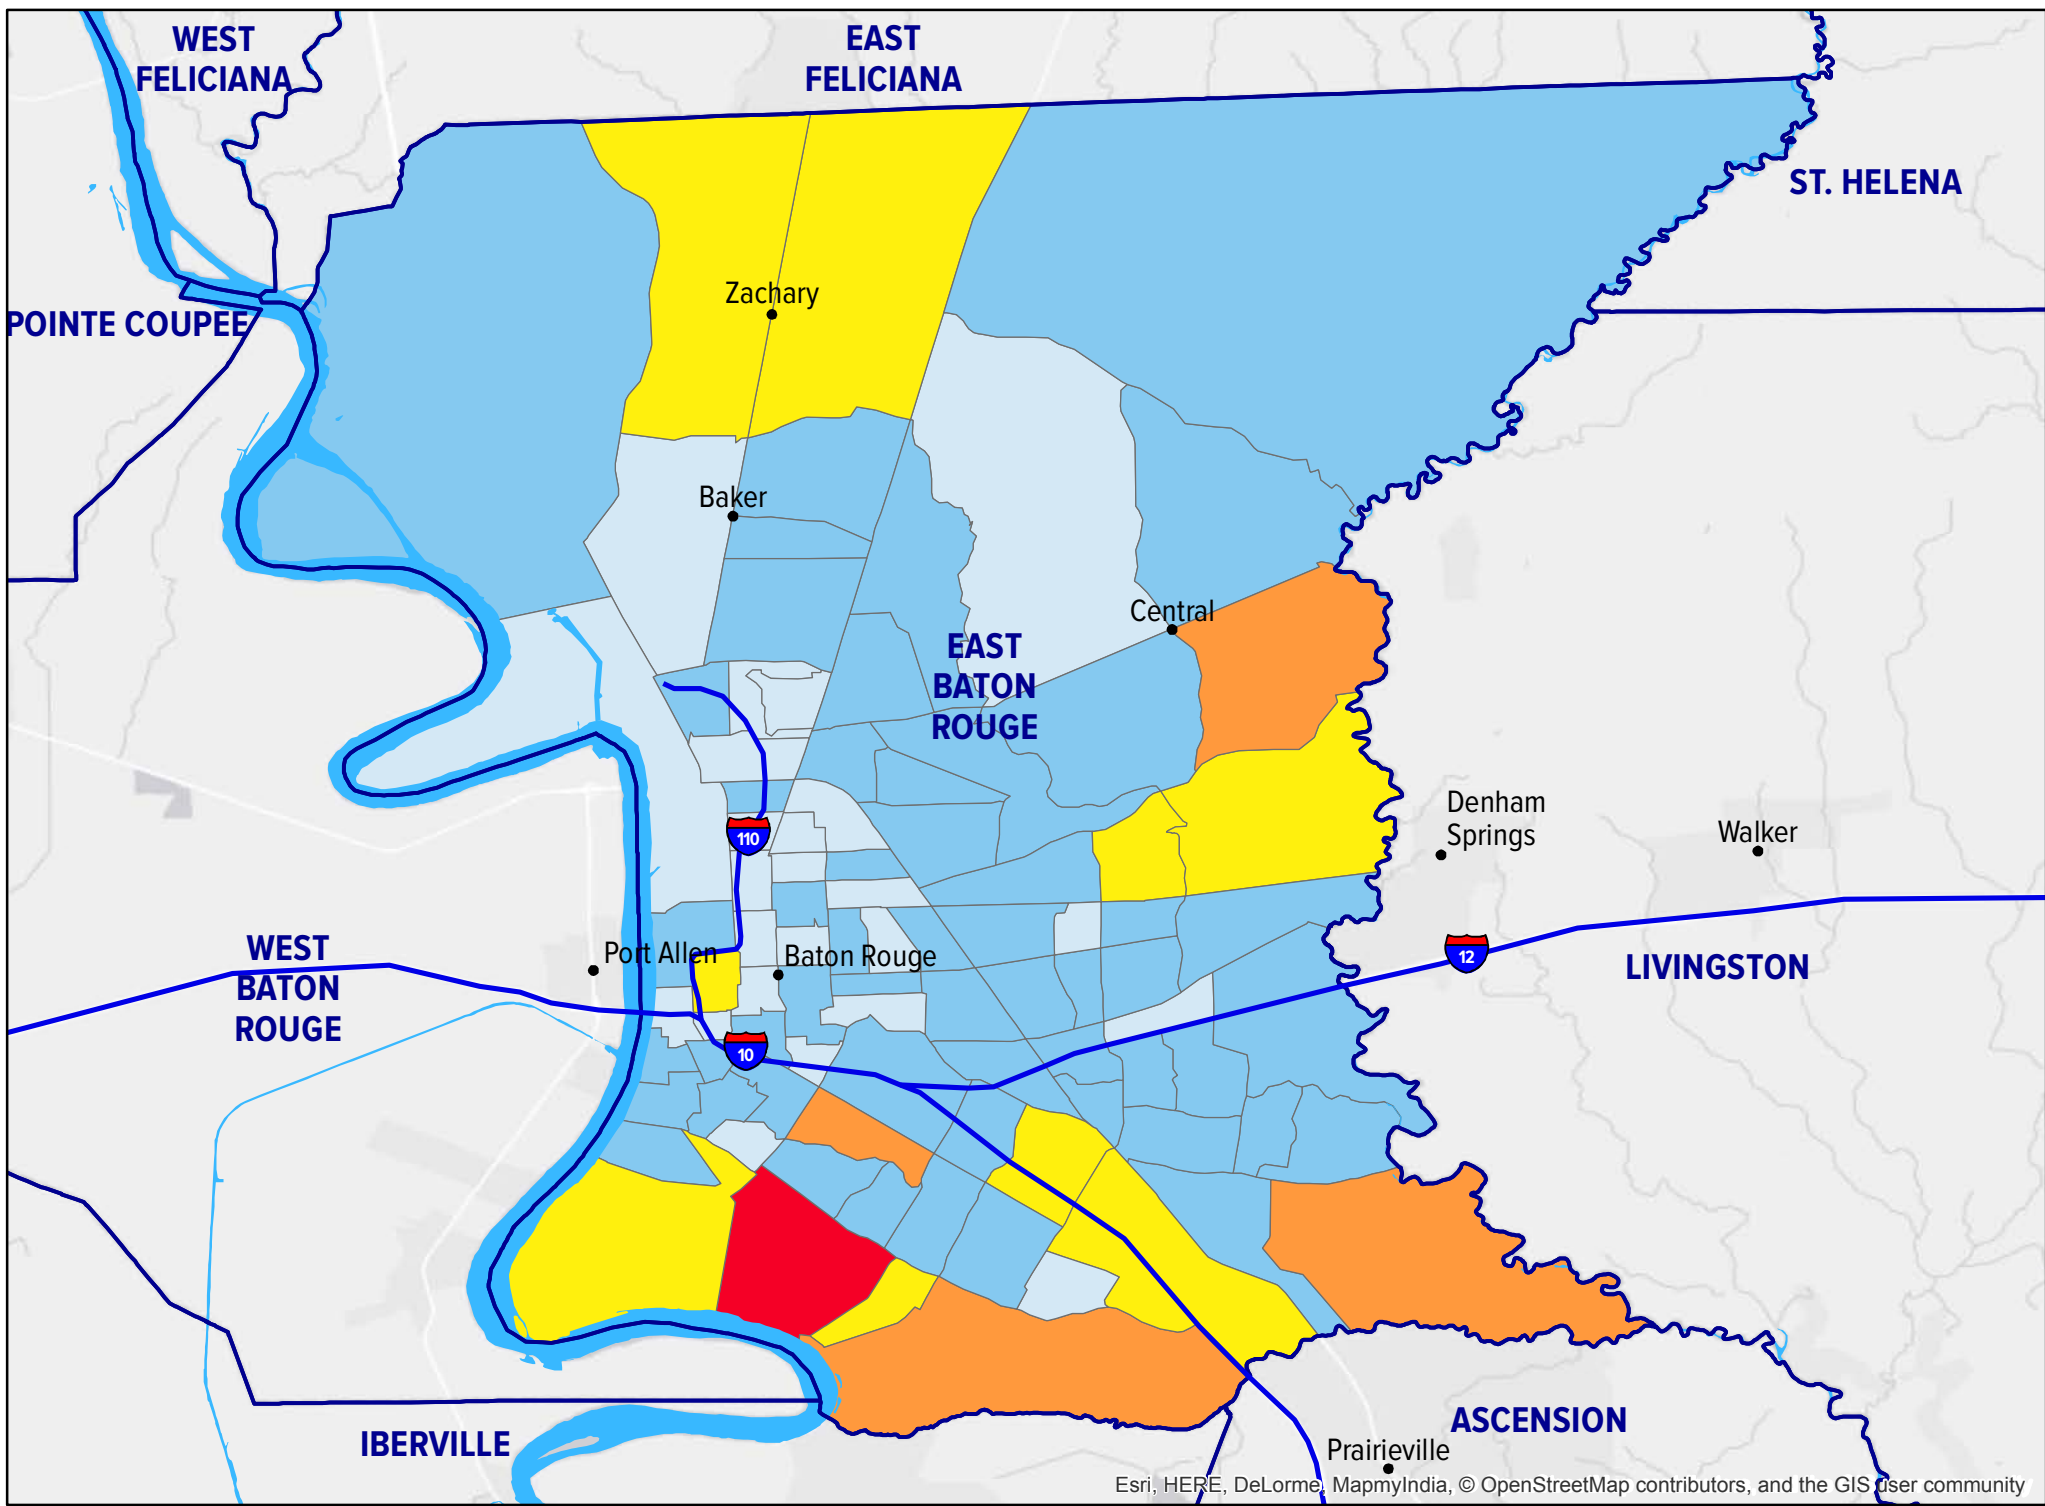 WEST
FELICIANA
EAST
FELICIANA
ST. HELENA
Zachary
POINTE COUPEE
Baker
Central
EAST
BATON
ROUGE
Denham
Springs
Walker
110
WEST
BATON
ROUGE
Port Allen
Baton Rouge
12
LIVINGSTON
10
ASCENSION
IBERVILLE
Prairieville
Esri, HERE, DeLorme, MapmyIndia, © OpenStreetMap contributors, and the GIS user community